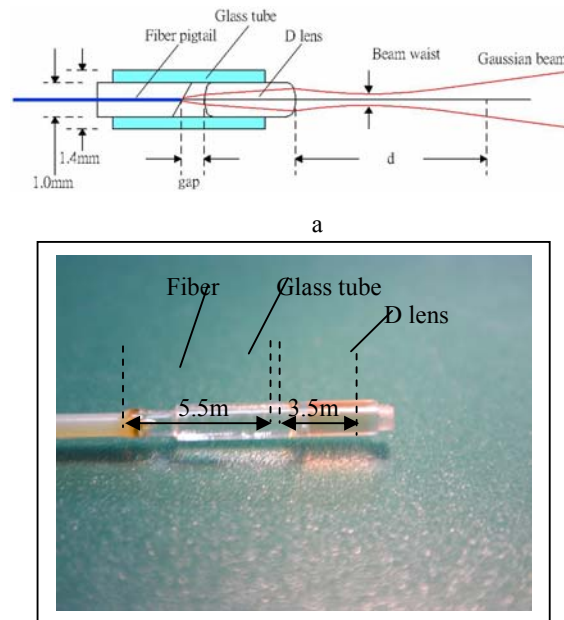 Glass tube
Fiber pigtail
D lens
Beam waist
Gaussian beam
d
1.4mm
gap
1.0mm
a
Fiber
Glass tube
D lens
5.5m
3.5m